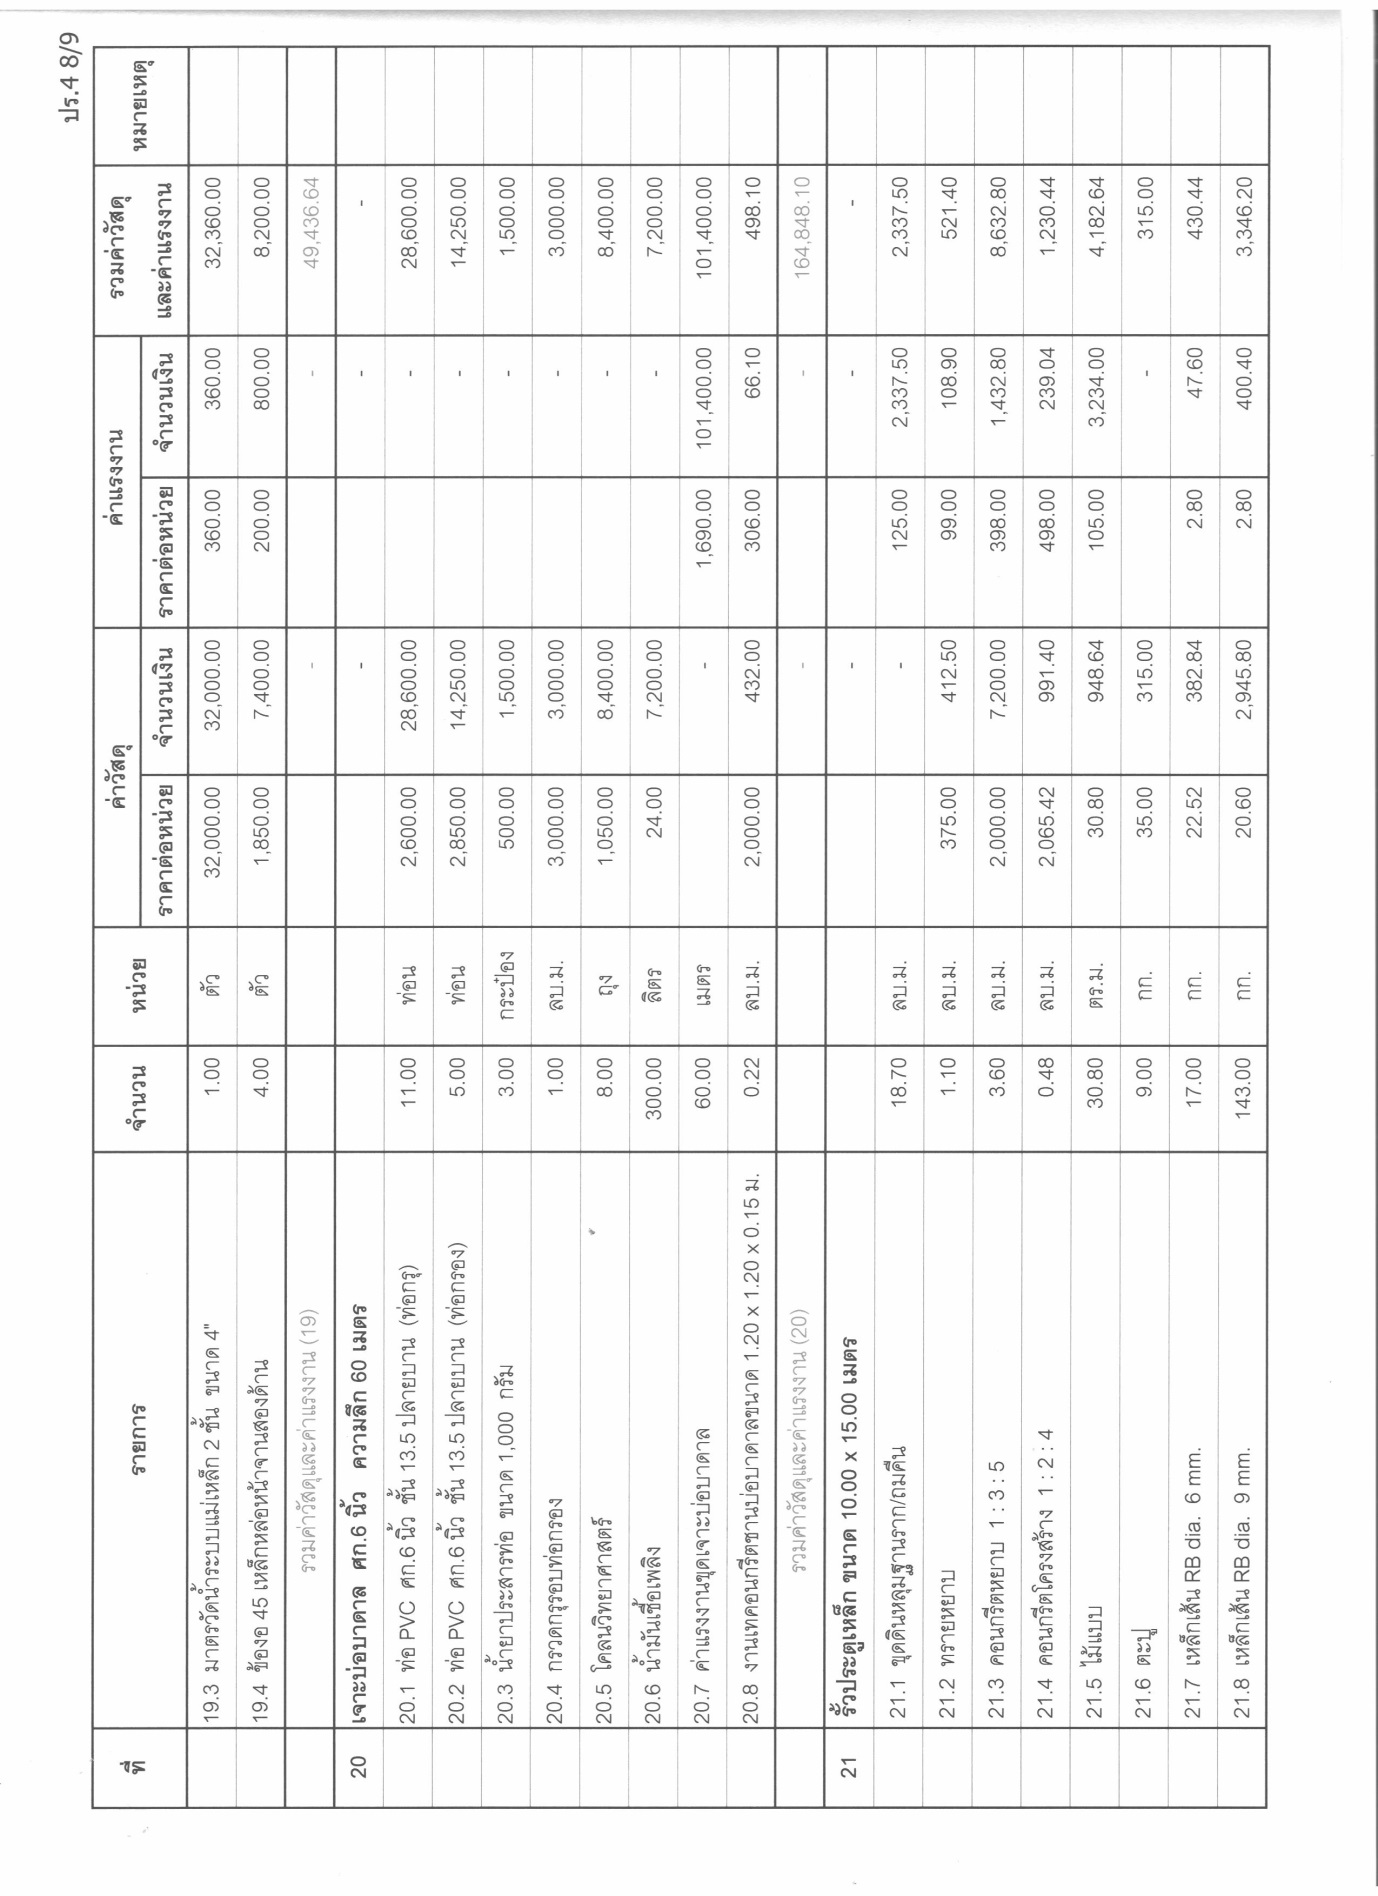 ปร.4 8/9
ที่ รายการ จำนวน หน่วย ค่าวัสดุ ค่าแรงงาน รวมค่าวัสดุ หมายเหตุ
ราคาต่อหน่วย จำนวนเงิน ราคาต่อหน่วย จำนวนเงิน และค่าแรงงาน
19.3 มาตรวัดน้ำระบบแม่เหล็ก 2 ชั้น ขนาด 4" 1.00 ตัว 32,000.00 32,000.00 360.00 360.00 32,360.00
19.4 ข้องอ 45 เหล็กหล่อหน้าจานสองด้าน 4.00 ตัว 1,850.00 7,400.00 200.00 800.00 8,200.00
รวมค่าวัสดุและค่าแรงงาน (19) - - 49,436.64
20 เจาะบ่อบาดาล ศก.6 นิ้ว ความลึก 60 เมตร - - -
20.1 ท่อ PVC ศก.6 นิ้ว ชั้น 13.5 ปลายบาน (ท่อกรุ) 11.00 ท่อน 2,600.00 28,600.00 - 28,600.00
20.2 ท่อ PVC ศก.6 นิ้ว ชั้น 13.5 ปลายบาน (ท่อกรอง) 5.00 ท่อน 2,850.00 14,250.00 - 14,250.00
20.3 น้ำยาประสารท่อ ขนาด 1,000 กรัม 3.00 กระป๋อง 500.00 1,500.00 - 1,500.00
20.4 กรวดกรุรอบท่อกรอง 1.00 ลบ.ม. 3,000.00 3,000.00 - 3,000.00
20.5 โคลนวิทยาศาสตร์ 8.00 ถุง 1,050.00 8,400.00 - 8,400.00
20.6 น้ำมันเชื้อเพลิง 300.00 ลิตร 24.00 7,200.00 - 7,200.00
20.7 ค่าแรงงานขุดเจาะบ่อบาดาล 60.00 เมตร - 1,690.00 101,400.00 101,400.00
20.8 งานเทคอนกรีตชานบ่อบาดาลขนาด 1.20 x 1.20 x 0.15 ม. 0.22 ลบ.ม. 2,000.00 432.00 306.00 66.10 498.10
รวมค่าวัสดุและค่าแรงงาน (20) - - 164,848.10
21 รั้วประตูเหล็ก ขนาด 10.00 x 15.00 เมตร - - -
21.1 ขุดดินหลุมฐานราก/ถมคืน 18.70 ลบ.ม. - 125.00 2,337.50 2,337.50
21.2 ทรายหยาบ 1.10 ลบ.ม. 375.00 412.50 99.00 108.90 521.40
21.3 คอนกรีตหยาบ 1 : 3 : 5 3.60 ลบ.ม. 2,000.00 7,200.00 398.00 1,432.80 8,632.80
21.4 คอนกรีตโครงสร้าง 1 : 2 : 4 0.48 ลบ.ม. 2,065.42 991.40 498.00 239.04 1,230.44
21.5 ไม้แบบ 30.80 ตร.ม. 30.80 948.64 105.00 3,234.00 4,182.64
21.6 ตะปู 9.00 กก. 35.00 315.00 - 315.00
21.7 เหล็กเส้น RB dia. 6 mm. 17.00 กก. 22.52 382.84 2.80 47.60 430.44
21.8 เหล็กเส้น RB dia. 9 mm. 143.00 กก. 20.60 2,945.80 2.80 400.40 3,346.20